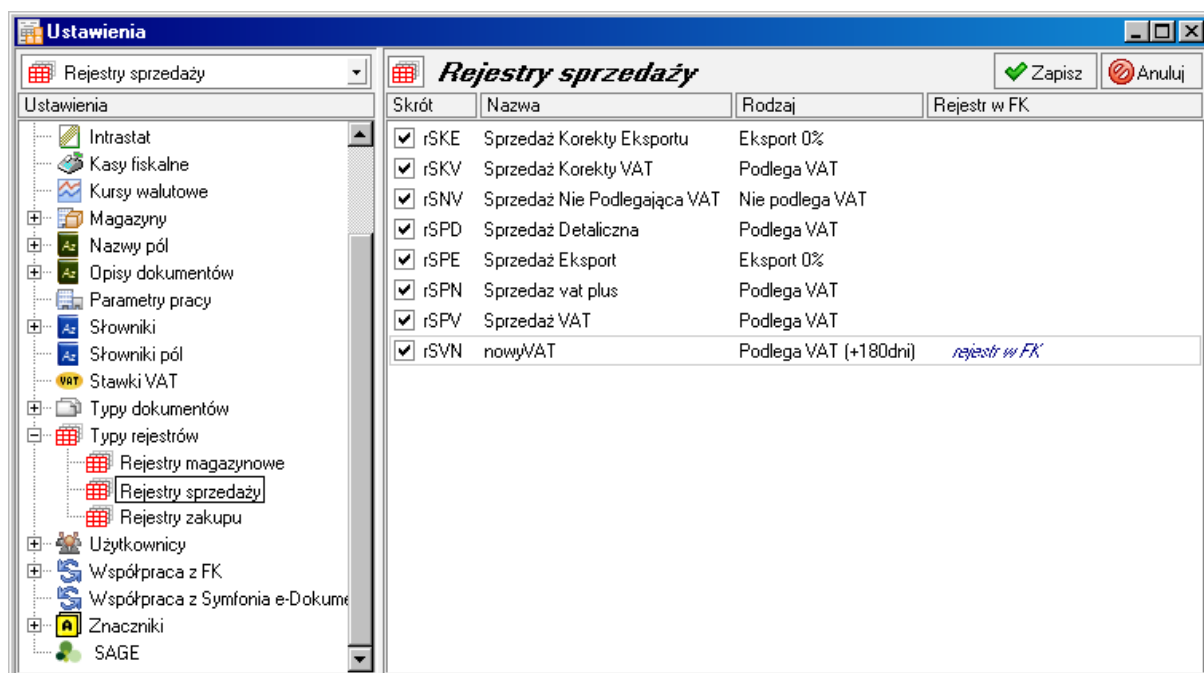 Ustawienia
Rejestry sprzedaży
Rejestry sprzedaży
Zapisz
Anuluj
Ustawienia
Skrót Nazwa Rodzaj Rejestr w FK
Intrastat
Kasy fiskalne
Kursy walutowe
Magazyny
Nazwy pól
Opisy dokumentów
Parametry pracy
Słowniki
Słowniki pól
VAT Stawki VAT
Typy dokumentów
Typy rejestrów
Rejestry magazynowe
Rejestry sprzedaży
Rejestry zakupu
Użytkownicy
Współpraca z FK
Współpraca z Symfonia e-Dokume
A Znaczniki
SAGE
rSKE Sprzedaż Korekty Eksportu Eksport 0%
rSKV Sprzedaż Korekty VAT Podlega VAT
rSNV Sprzedaż Nie Podlegająca VAT Nie podlega VAT
rSPD Sprzedaż Detaliczna Podlega VAT
rSPE Sprzedaż Eksport Eksport 0%
rSPN Sprzedaz vat plus Podlega VAT
rSPV Sprzedaż VAT Podlega VAT
rSVN nowyVAT Podlega VAT (+180dni) rejestr w FK